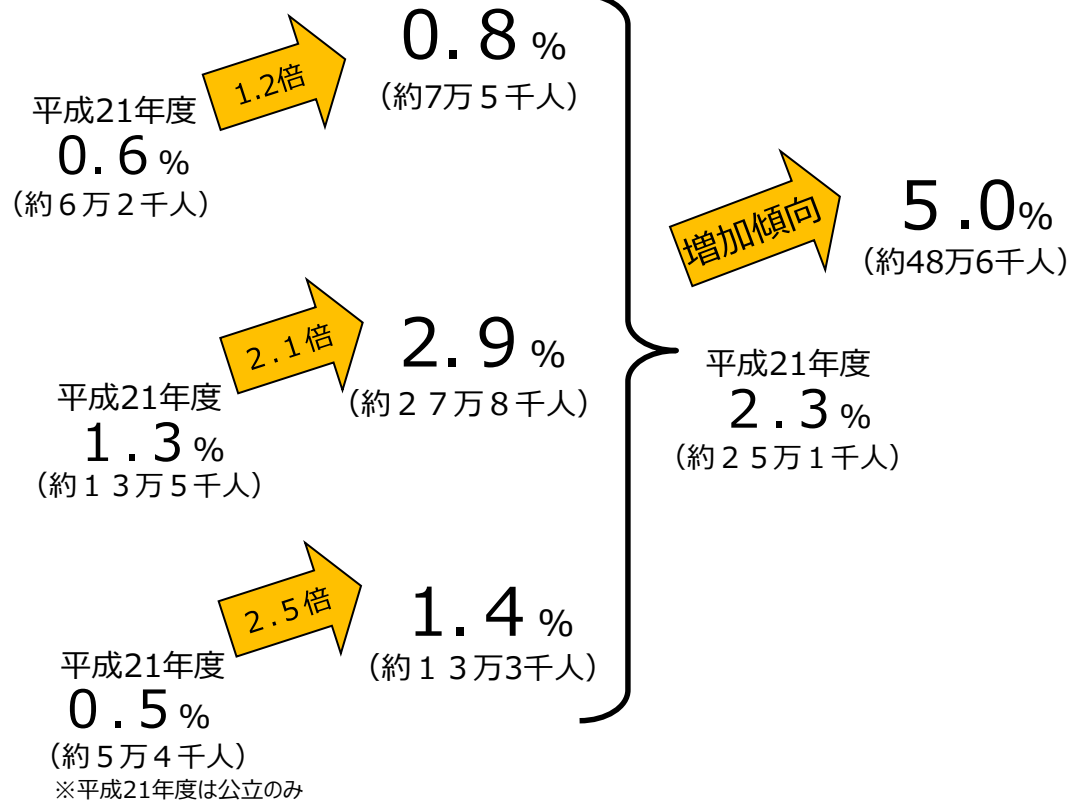 0.8%
(約7万5千人)
1.2倍
平成21年度
0.6%
(約6万2千人)
増加傾向
5.0%
(約48万6千人)
2.1倍
2.9%
(約27万8千人)
平成21年度
1.3%
(約13万5千人)
平成21年度
2.3%
(約25万1千人)
2.5倍
1.4%
(約13万3千人)
平成21年度
0.5%
(約5万4千人)
※平成21年度は公立のみ